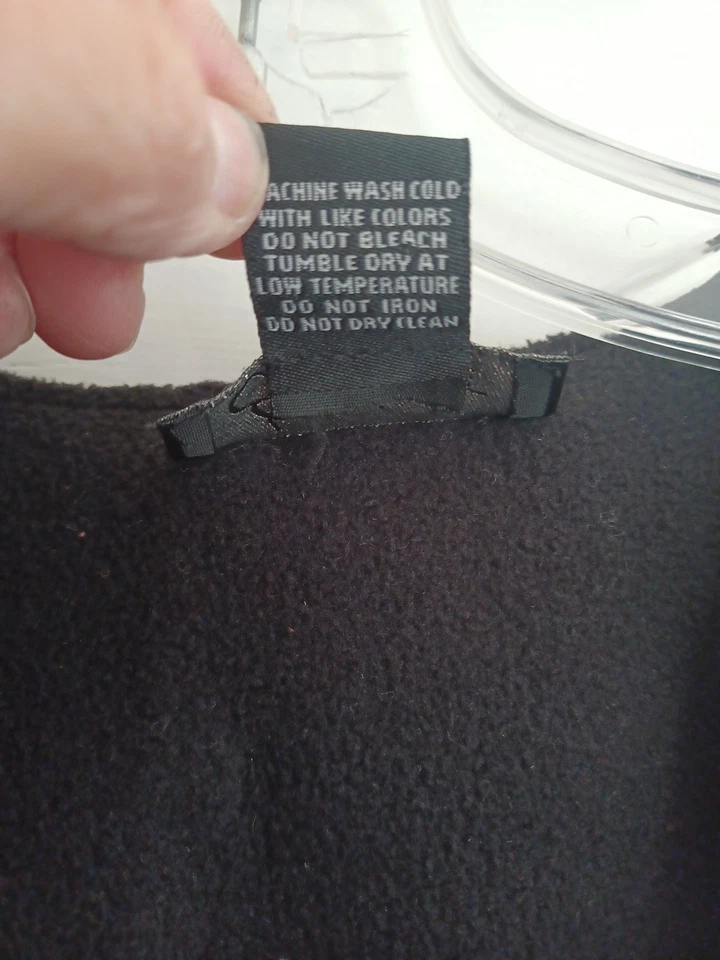 ACHINE WASH COLD
WITH LIKE COLORS
DO NOT BLEACH
TUMBLE DRY AT
LOW TEMPERATURE
DO NOT IRON
DO NOT DRY CLEAN